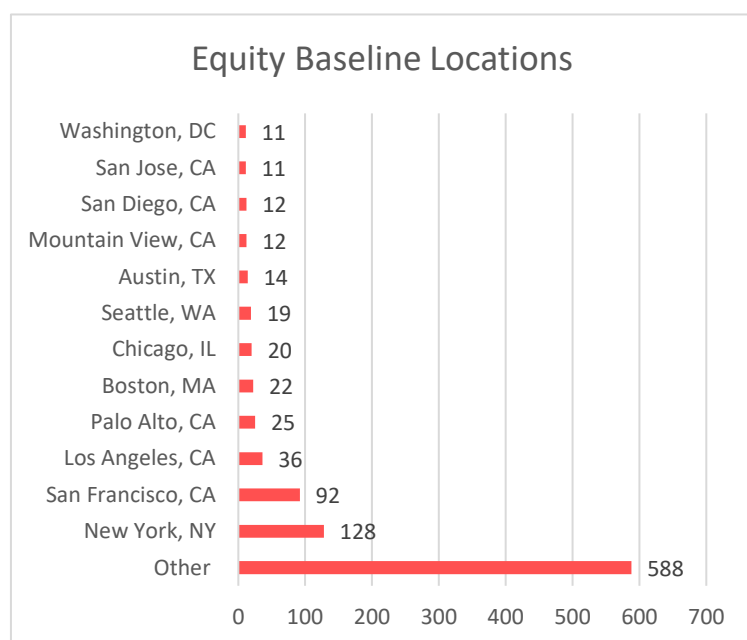 Equity Baseline Locations
Washington, DC 11
San Jose, CA 11
San Diego, CA 12
Mountain View, CA 12
Austin, TX 14
Seattle, WA 19
Chicago, IL 20
Boston, MA 22
Palo Alto, CA 25
Los Angeles, CA 36
San Francisco, CA 92
New York, NY 128
Other 588
0 100 200 300 400 500 600 700